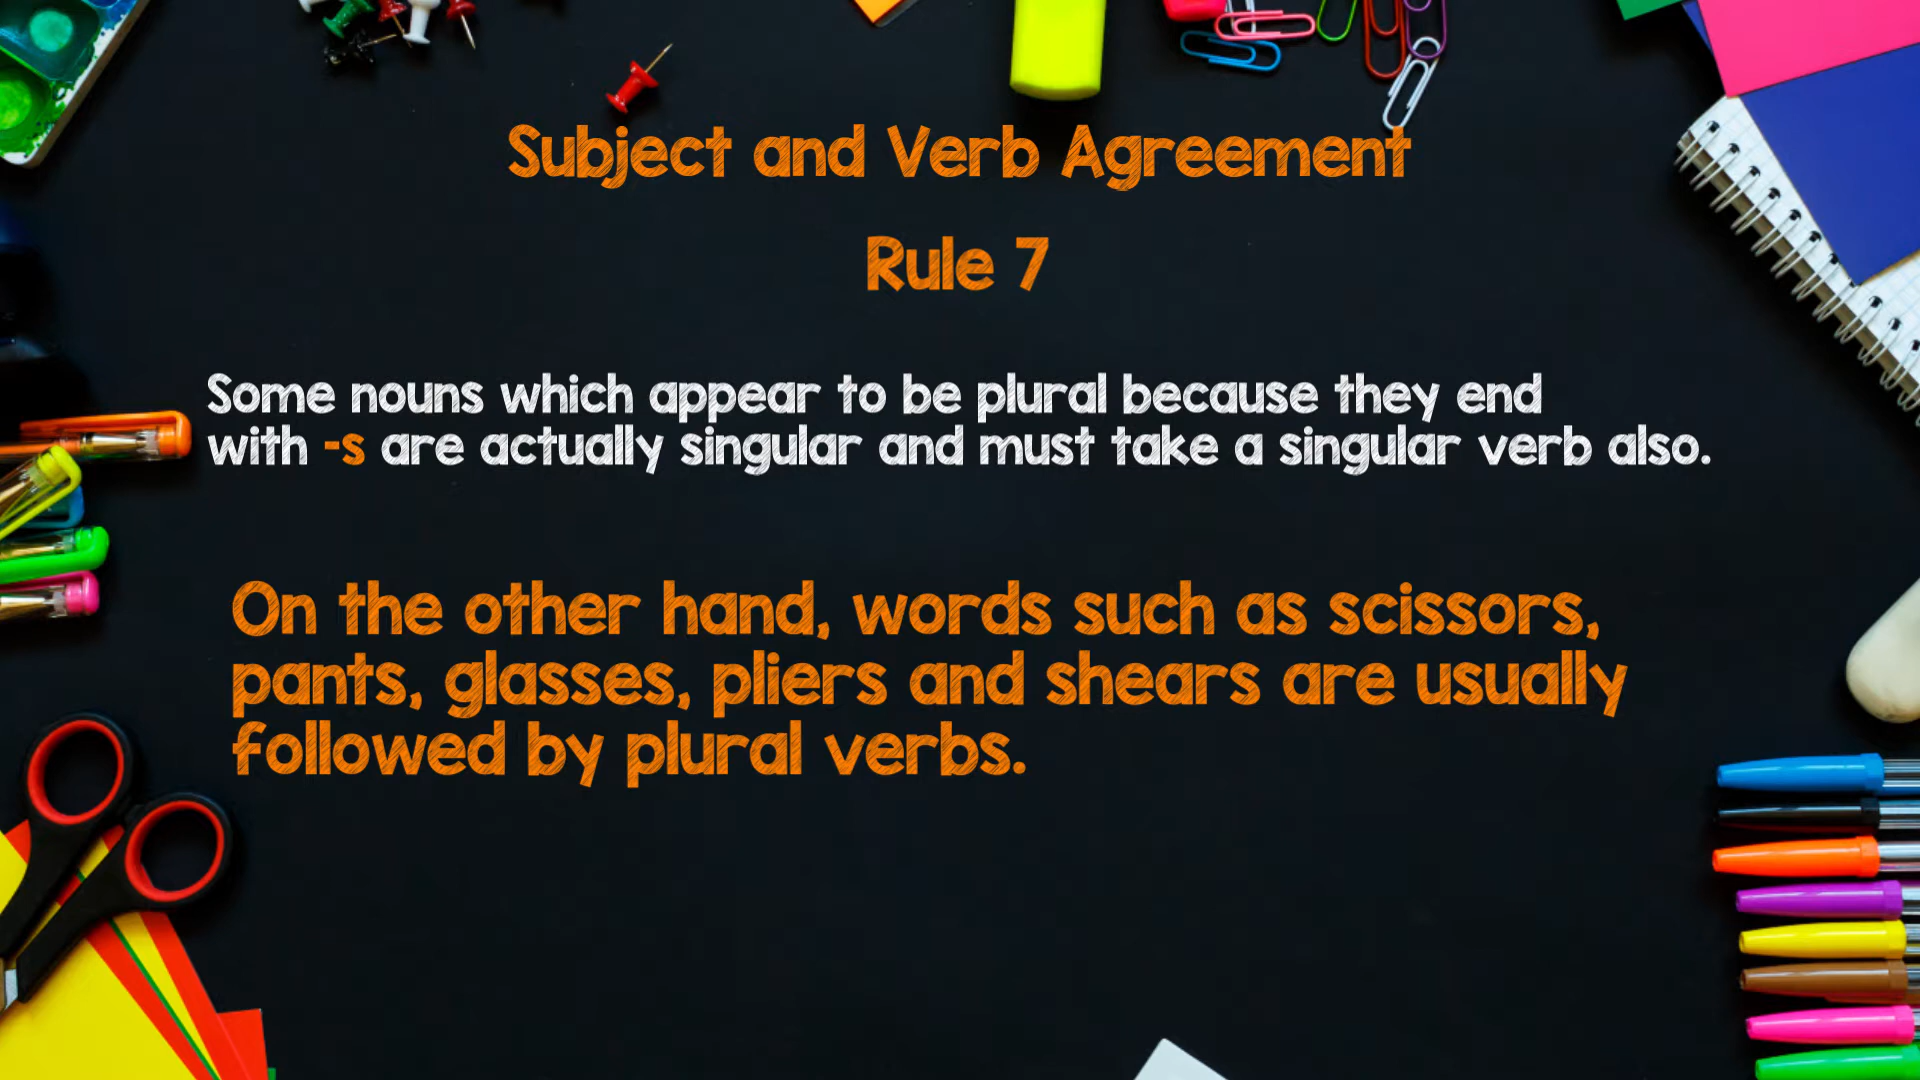 Subject and Verb Agreement
Rule 7
Some nouns which appear to be plural because they end
with -s are actually singular and must take a singular verb also.
On the other hand, words such as scissors,
pants, glasses, pliers and shears are usually
followed by plural verbs.